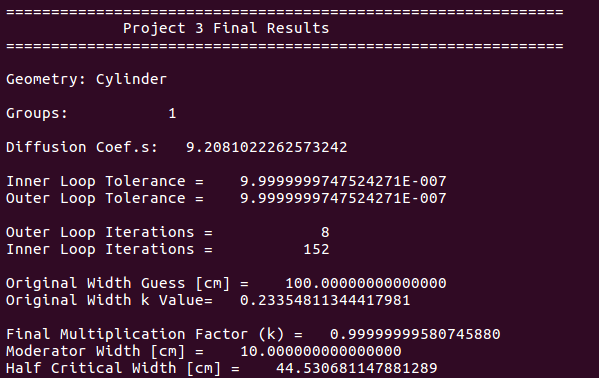 ==============================================================
Project 3 Final Results
==============================================================
Geometry: Cylinder
Groups: 1
Diffusion Coef.s: 9.2081022262573242
Inner Loop Tolerance = 9.9999999747524271E-007
Outer Loop Tolerance = 9.9999999747524271E-007
Outer Loop Iterations = 8
Inner Loop Iterations = 152
Original Width Guess [cm] = 100.00000000000000
Original Width k Value= 0.23354811344417981
Final Multiplication Factor (k) = 0.99999999580745880
Moderator Width [cm] = 10.000000000000000
Half Critical Width [cm] = 44.530681147881289